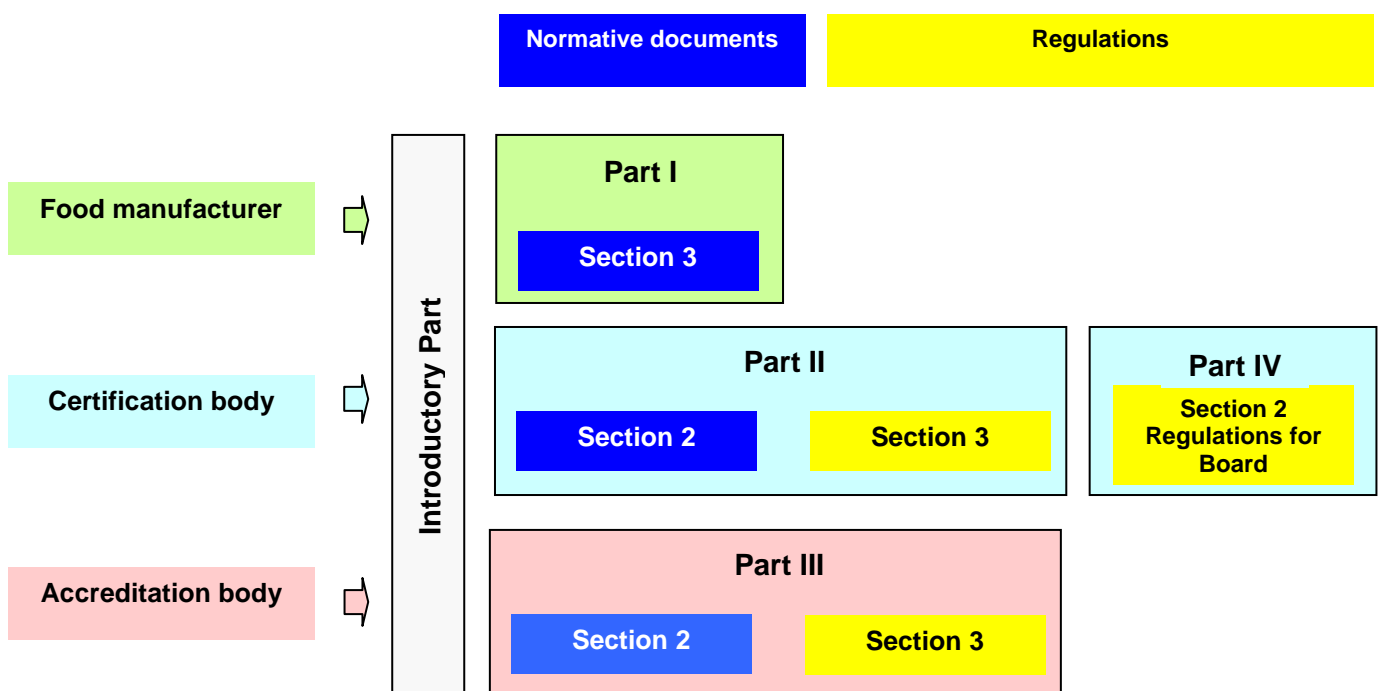 Normative documents
Regulations
Introductory Part
Food manufacturer
Part I
Section 3
Certification body
Part II
Section 2
Section 3
Part IV
Section 2
Regulations for
Board
Accreditation body
Part III
Section 2
Section 3